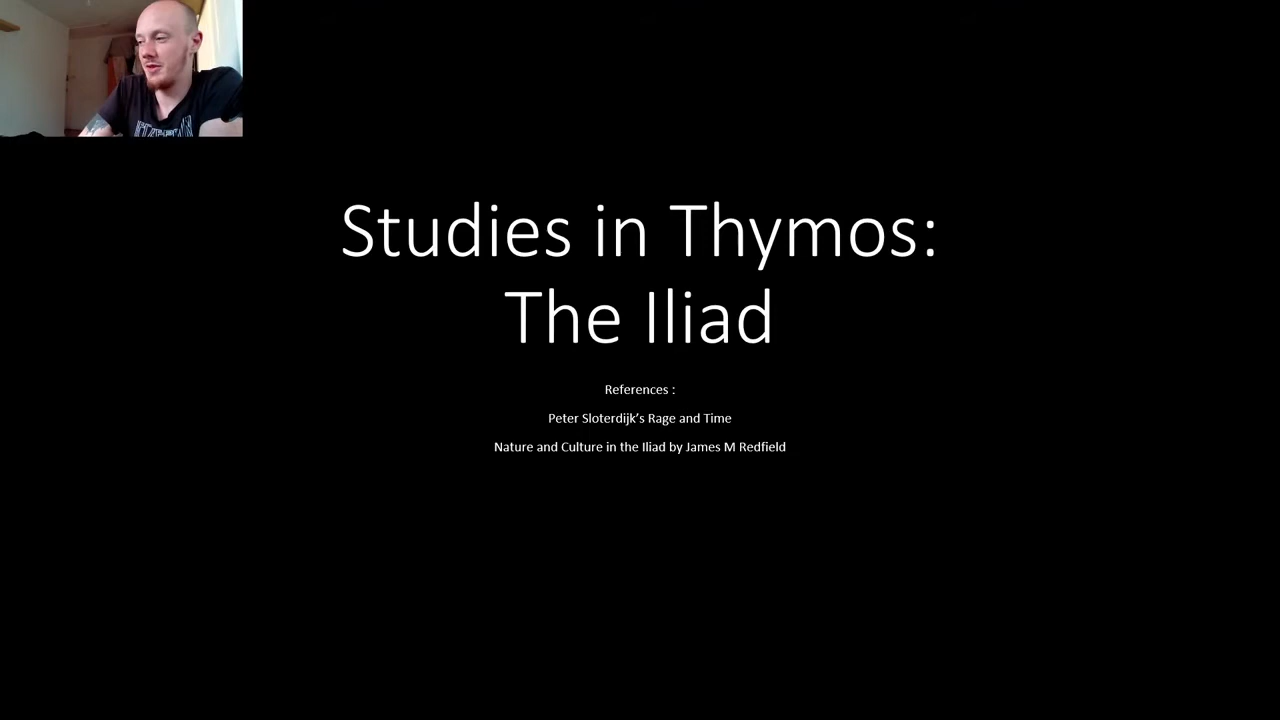 Studies in Thymos:
The Iliad
References :
Peter Sloterdijk’s Rage and Time
Nature and Culture in the Iliad by James M Redfield